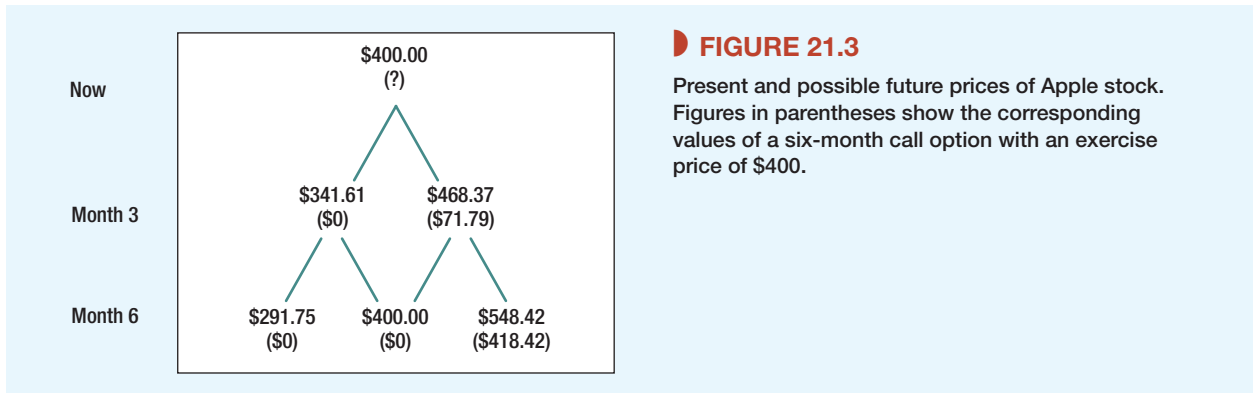 Now
$400.00
(?)
Month 3
$341.61 $468.37
($0) ($71.79)
Month 6
$291.75 $400.00 $548.42
($0) ($0) ($418.42)
FIGURE 21.3
Present and possible future prices of Apple stock.
Figures in parentheses show the corresponding
values of a six-month call option with an exercise
price of $400.